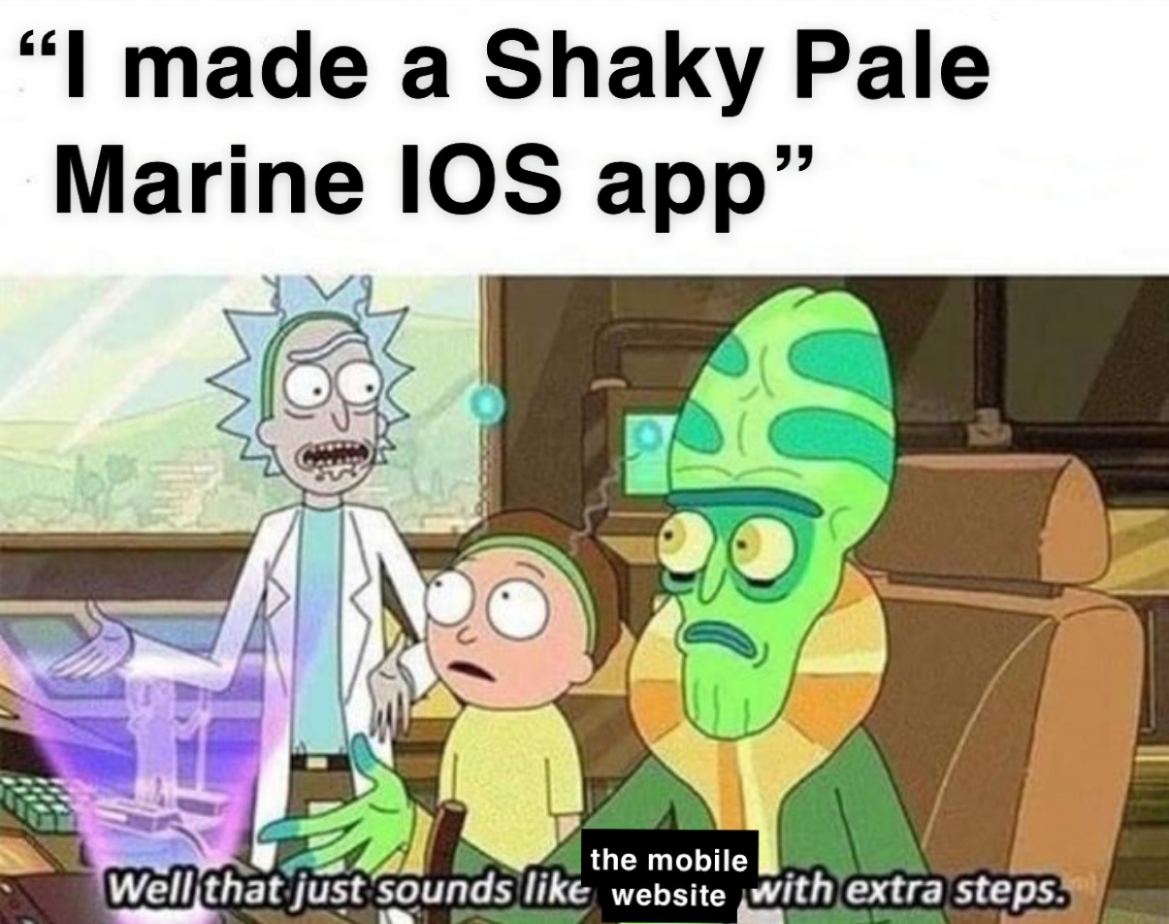 “I made a Shaky Pale
Marine IOS app”
Well that just sounds like the mobile website with extra steps.